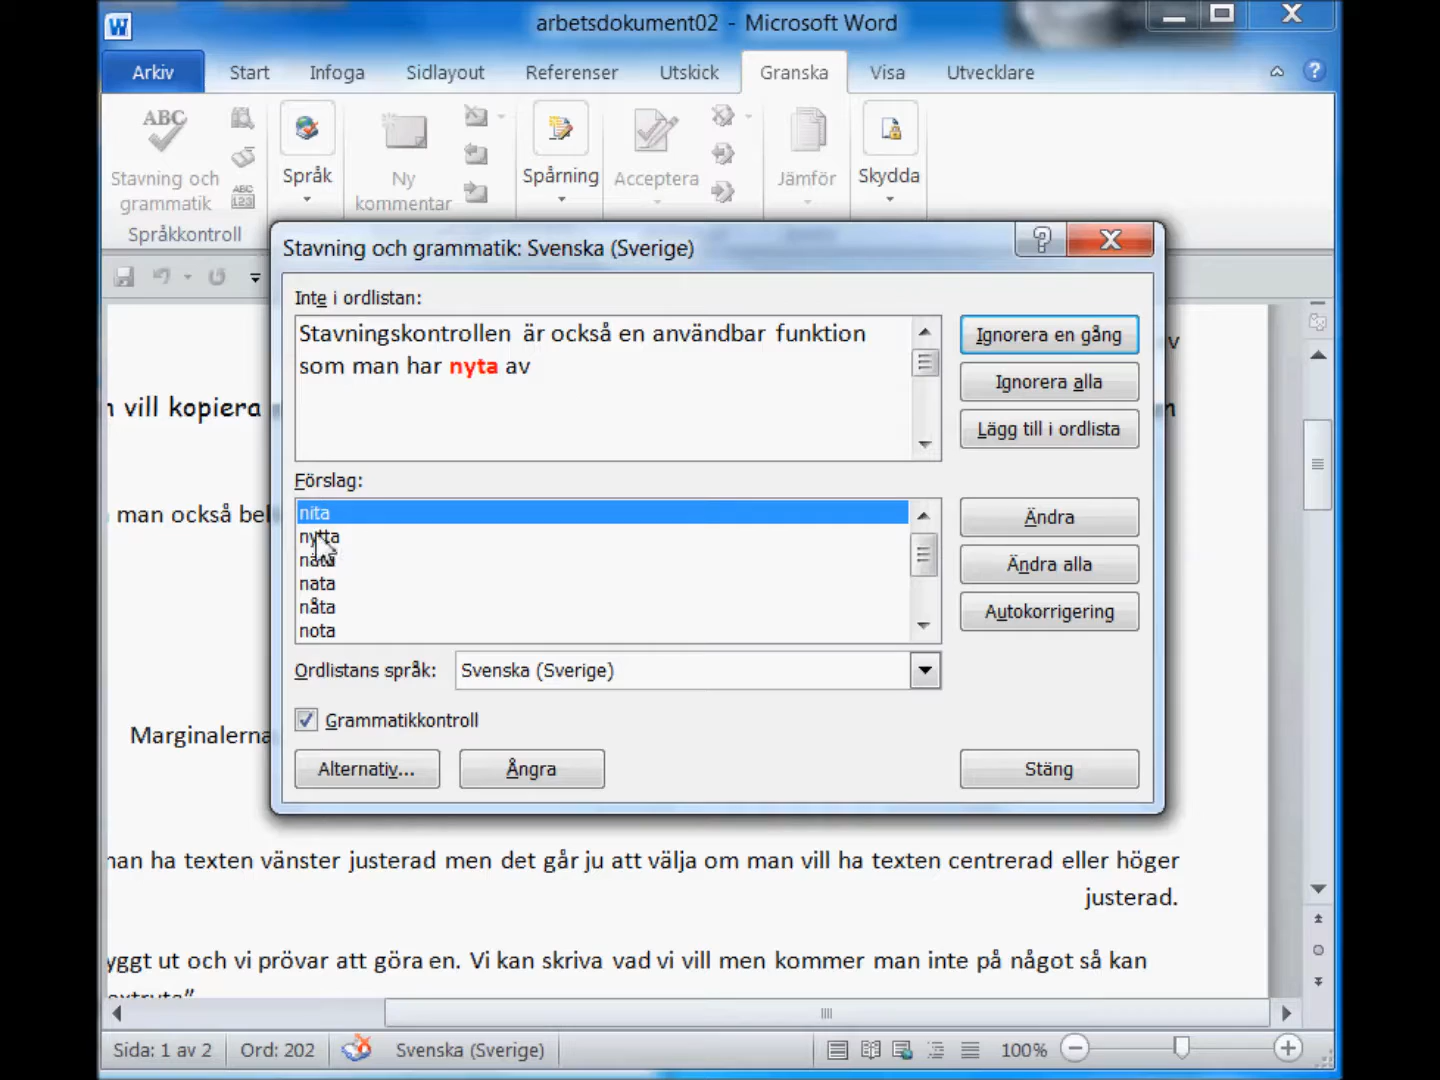 arbetsdokument02 - Microsoft Word
Arkiv Start Infoga Sidlayout Referenser Utskick Granska Visa Utvecklare
ABC
Stavning och grammatik
ABC
123
Språk
Ny kommentar
Spårning
Acceptera
Jämför
Skydda
Språkkontroll
Stavning och grammatik: Svenska (Sverige)
Inte i ordlistan:
Stavningskontrollen är också en användbar funktion
som man har nyta av
Ignorera en gång
Ignorera alla
Lägg till i ordlista
Förslag:
nita
nytta
näta
nata
nåta
nota
Ändra
Ändra alla
Autokorrigering
Ordlistans språk: Svenska (Sverige)
Grammatikkontroll
Alternativ... Ångra Stäng
v
n vill kopiera
n
man också bel
Marginalerna
nan ha texten vänster justerad men det går ju att välja om man vill ha texten centrerad eller höger
justerad.
yggt ut och vi prövar att göra en. Vi kan skriva vad vi vill men kommer man inte på något så kan
Sida: 1 av 2 Ord: 202 Svenska (Sverige) 100%